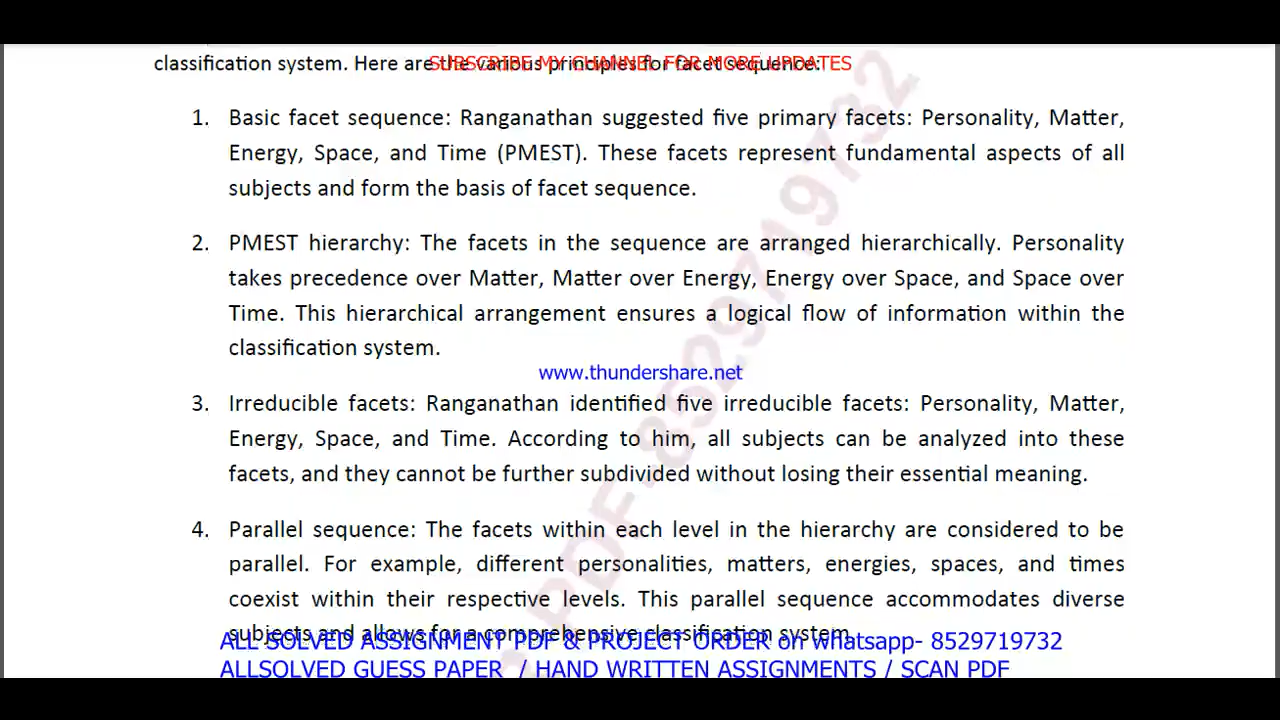 classification system. Here are the various principles for facet sequence:
SUBSCRIBE MY CHANNEL FOR MORE UPDATES
1. Basic facet sequence: Ranganathan suggested five primary facets: Personality, Matter,
Energy, Space, and Time (PMEST). These facets represent fundamental aspects of all
subjects and form the basis of facet sequence.
2. PMEST hierarchy: The facets in the sequence are arranged hierarchically. Personality
takes precedence over Matter, Matter over Energy, Energy over Space, and Space over
Time. This hierarchical arrangement ensures a logical flow of information within the
classification system.
www.thundershare.net
3. Irreducible facets: Ranganathan identified five irreducible facets: Personality, Matter,
Energy, Space, and Time. According to him, all subjects can be analyzed into these
facets, and they cannot be further subdivided without losing their essential meaning.
4. Parallel sequence: The facets within each level in the hierarchy are considered to be
parallel. For example, different personalities, matters, energies, spaces, and times
coexist within their respective levels. This parallel sequence accommodates diverse
subjects and allows for a comprehensive classification system.
ALL SOLVED ASSIGNMENT PDF & PROJECT ORDER on whatsapp- 8529719732
ALLSOLVED GUESS PAPER / HAND WRITTEN ASSIGNMENTS / SCAN PDF
PDF-8529719732